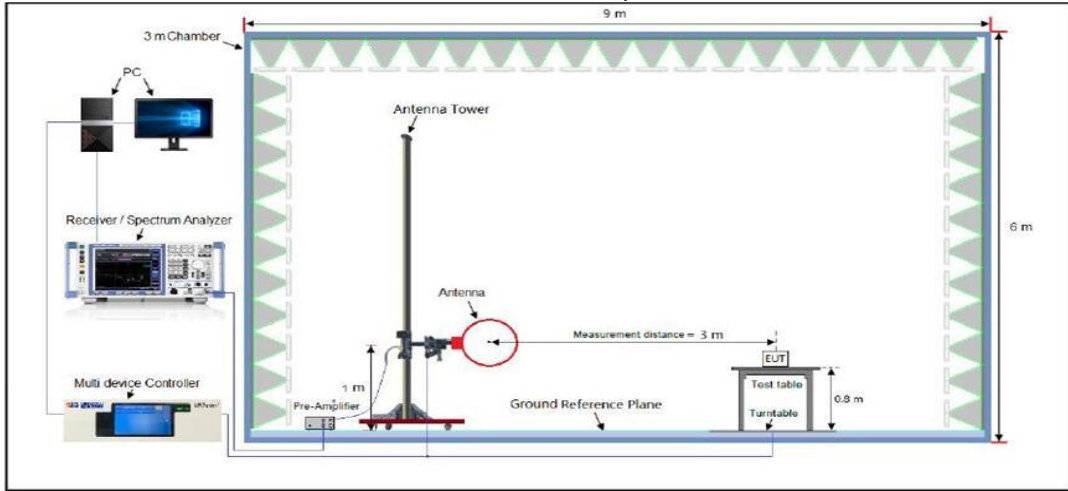 9 m
3 m Chamber
PC
Antenna Tower
Receiver / Spectrum Analyzer
6 m
Antenna
Measurement distance = 3 m
EUT
Multi device Controller
1 m
Test table
0.8 m
Pre-Amplifier
Ground Reference Plane
Turntable